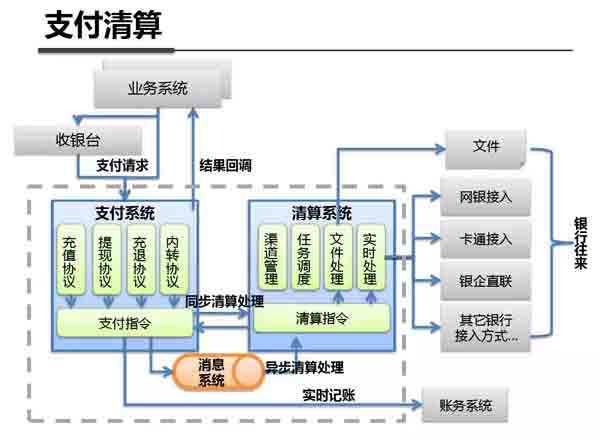 支付清算
业务系统
收银台
支付请求
结果回调
文件
支付系统
清算系统
充值协议
提现协议
充退协议
内转协议
渠道管理
任务调度
文件处理
实时处理
网银接入
卡通接入
银企直联
其它银行
接入方式...
银行往来
同步清算处理
支付指令
清算指令
消息
系统
异步清算处理
实时记账
账务系统